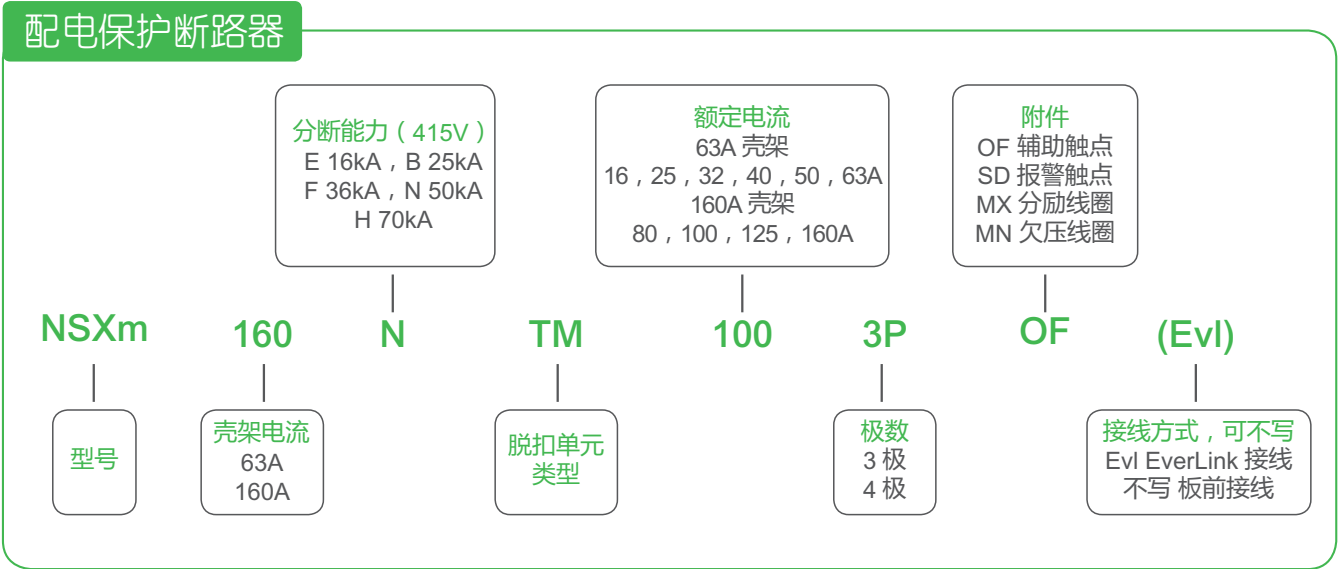 配电保护断路器
分断能力（415V）
E 16kA，B 25kA
F 36kA，N 50kA
H 70kA
额定电流
63A 壳架
16，25，32，40，50，63A
160A 壳架
80，100，125，160A
附件
OF 辅助触点
SD 报警触点
MX 分励线圈
MN 欠压线圈
NSXm 160 N TM 100 3P OF (Evl)
型号
壳架电流
63A
160A
脱扣单元
类型
极数
3 极
4 极
接线方式，可不写
Evl EverLink 接线
不写 板前接线